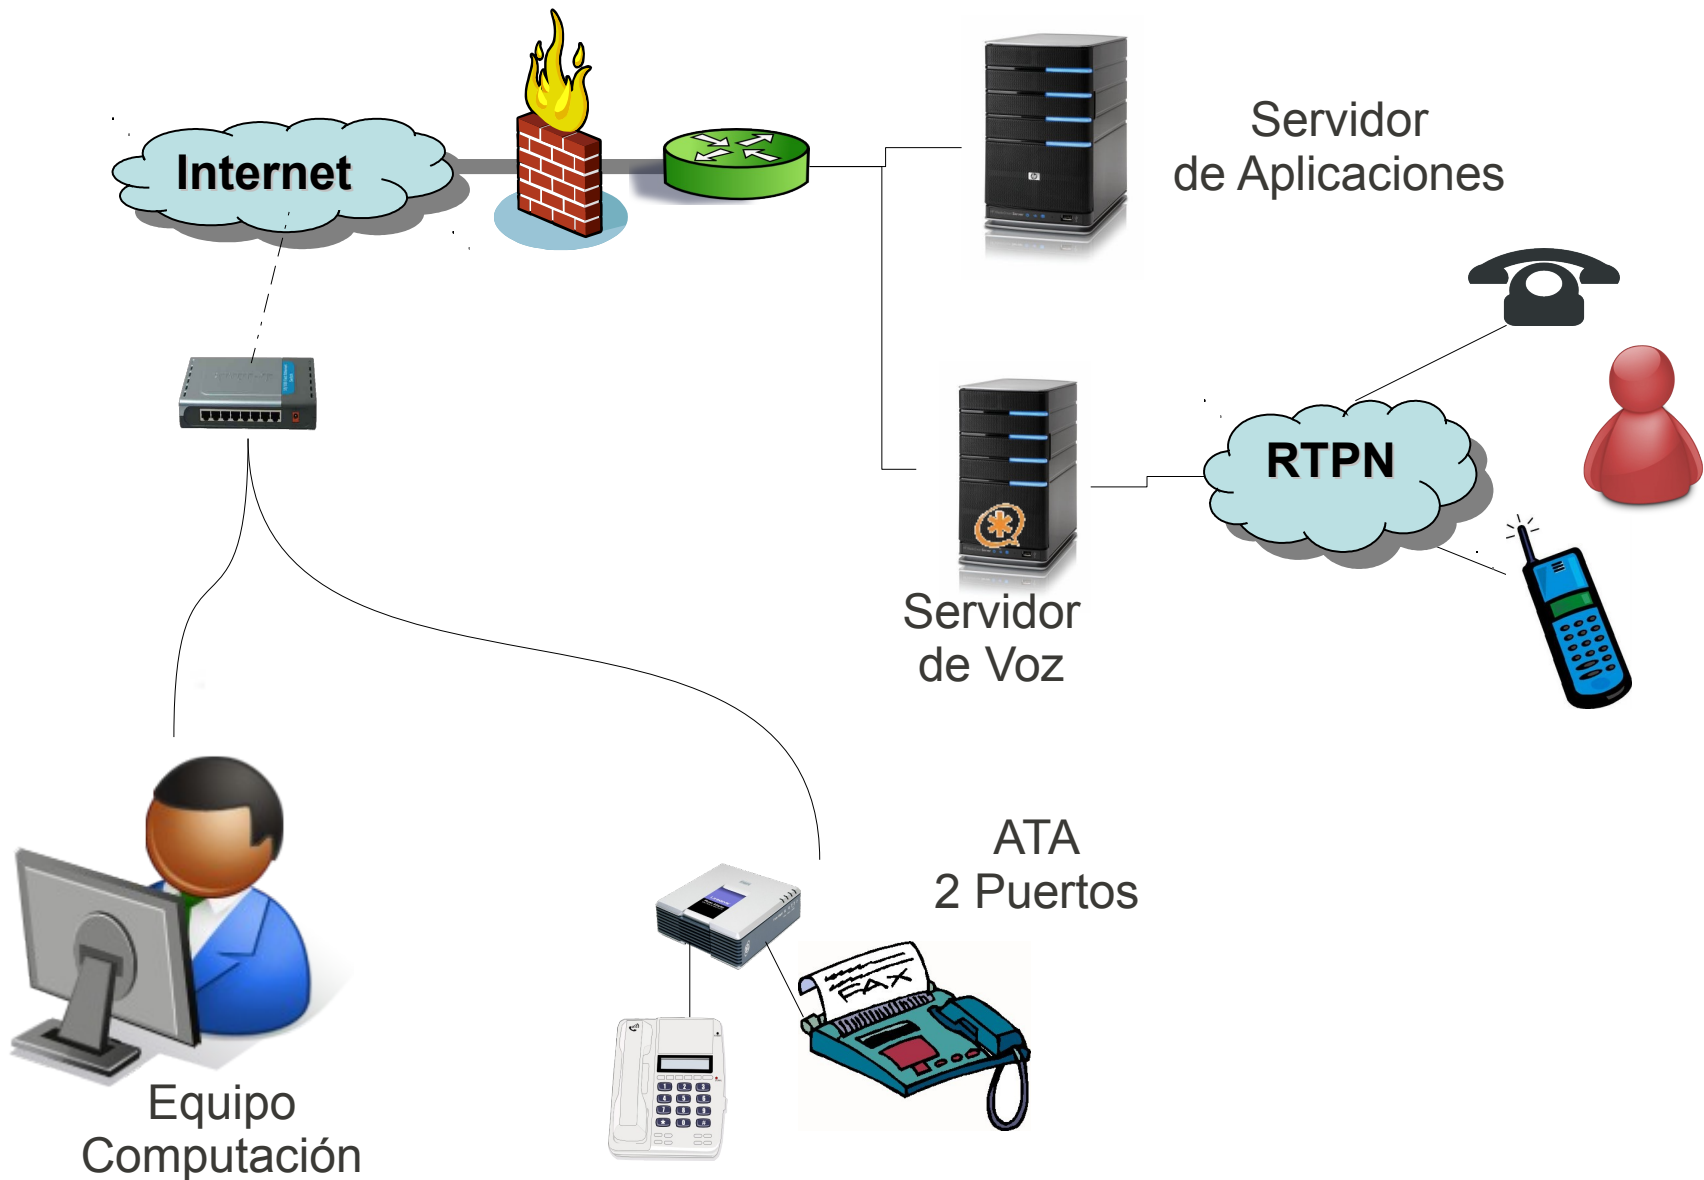 Internet
Servidor
de Aplicaciones
RTPN
Servidor
de Voz
ATA
2 Puertos
FAX
Equipo
Computación